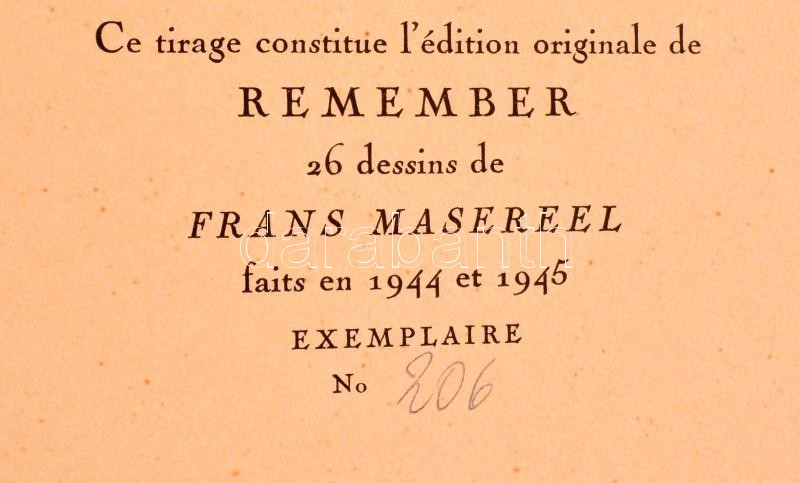 Ce tirage constitue l'édition originale de
REMEMBER
26 dessins de
FRANS MASEREEL
darabanth
faits en 1944 et 1945
EXEMPLAIRE
No 206